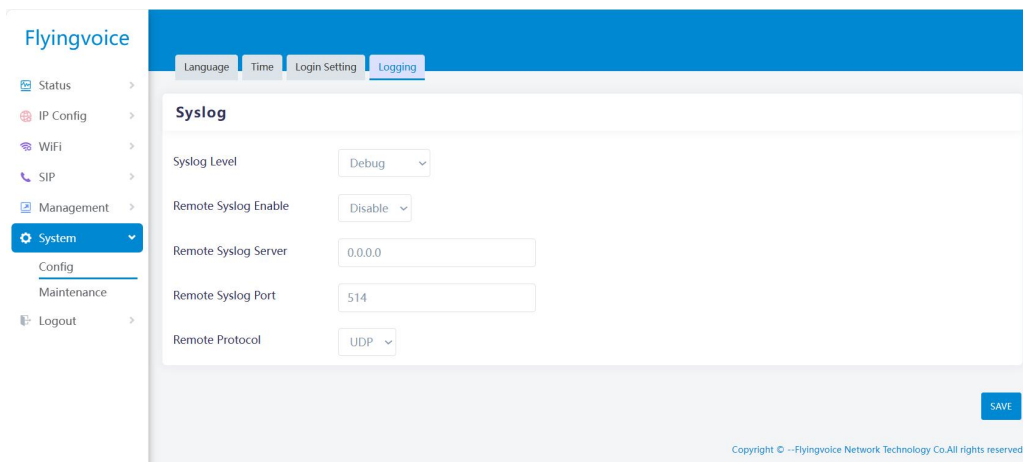 Flyingvoice
Language Time Login Setting Logging
Status
IP Config
WiFi
SIP
Management
System
Config
Maintenance
Logout
Syslog
Syslog Level Debug
Remote Syslog Enable Disable
Remote Syslog Server 0.0.0.0
Remote Syslog Port 514
Remote Protocol UDP
SAVE
Copyright © --Flyingvoice Network Technology Co.All rights reserved